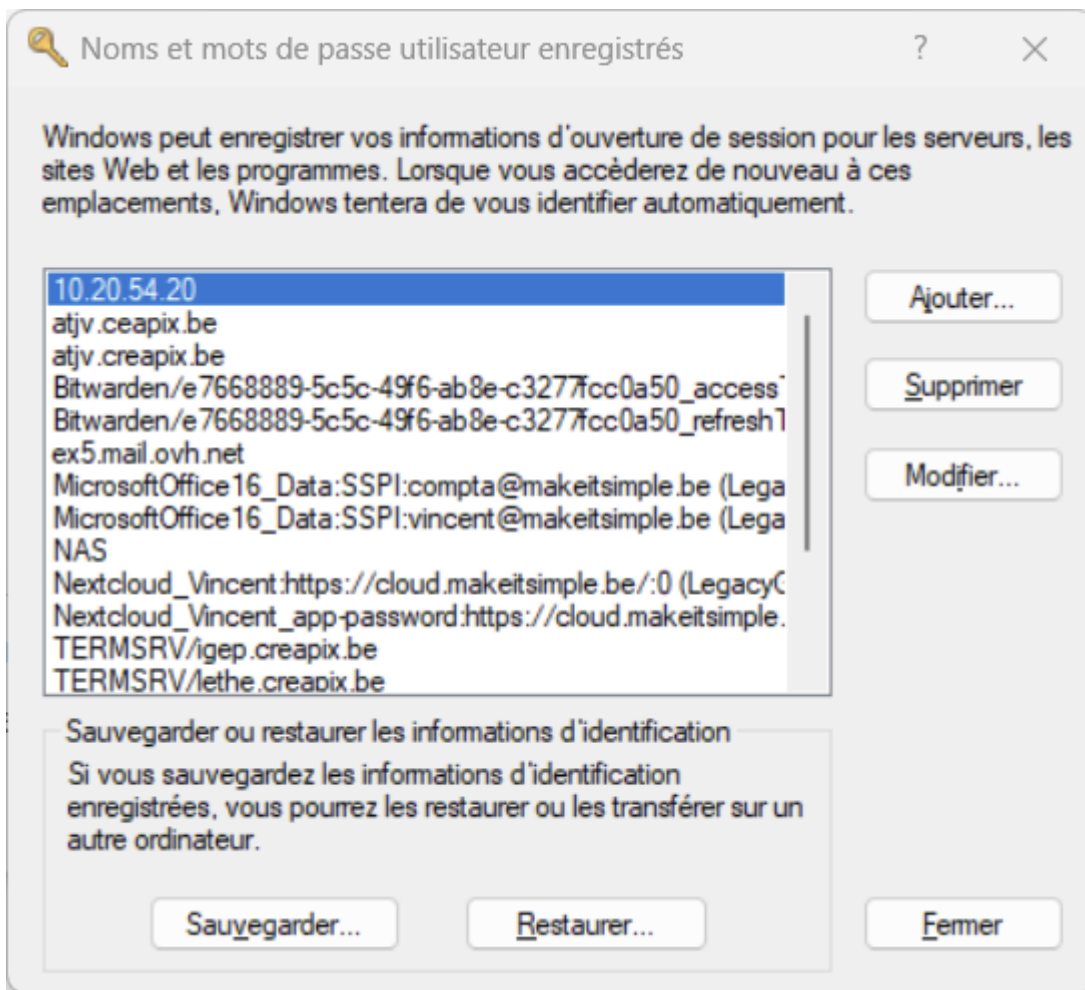 Noms et mots de passe utilisateur enregistrés
?
Windows peut enregistrer vos informations d'ouverture de session pour les serveurs, les
sites Web et les programmes. Lorsque vous accèderez de nouveau à ces
emplacements, Windows tentera de vous identifier automatiquement.
10.20.54.20
atjv.ceapix.be
atjv.creapix.be
Bitwarden/e7668889-5c5c-49f6-ab8e-c3277fcc0a50_access
Bitwarden/e7668889-5c5c-49f6-ab8e-c3277fcc0a50_refreshT
ex5.mail.ovh.net
MicrosoftOffice16_Data:SSPI:compta@makeitsimple.be (Lega
MicrosoftOffice16_Data:SSPI:vincent@makeitsimple.be (Lega
NAS
Nextcloud_Vincent:https://cloud.makeitsimple.be/:0 (LegacyG
Nextcloud_Vincent_app-password:https://cloud.makeitsimple.
TERMSRV/igep.creapix.be
TERMSRV/lethe.creapix.be
Ajouter...
Supprimer
Modifier...
Sauvegarder ou restaurer les informations d'identification
Si vous sauvegardez les informations d'identification
enregistrées, vous pourrez les restaurer ou les transférer sur un
autre ordinateur.
Sauvegarder...
Restaurer...
Fermer